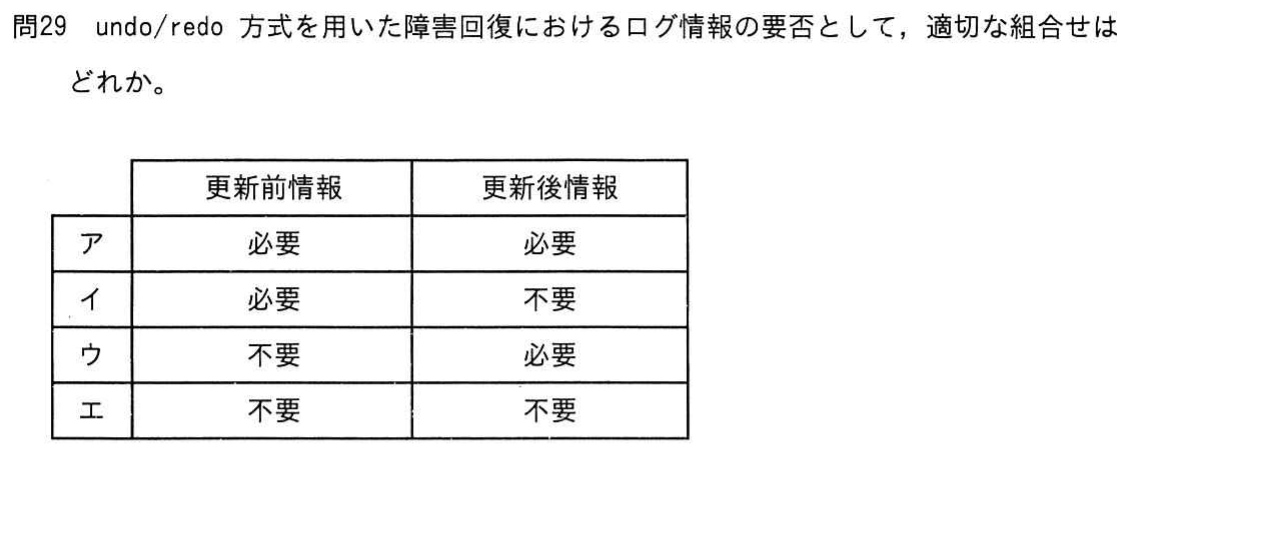 問29 undo/redo 方式を用いた障害回復におけるログ情報の要否として，適切な組合せは
どれか。
更新前情報 更新後情報
ア 必要 必要
イ 必要 不要
ウ 不要 必要
エ 不要 不要